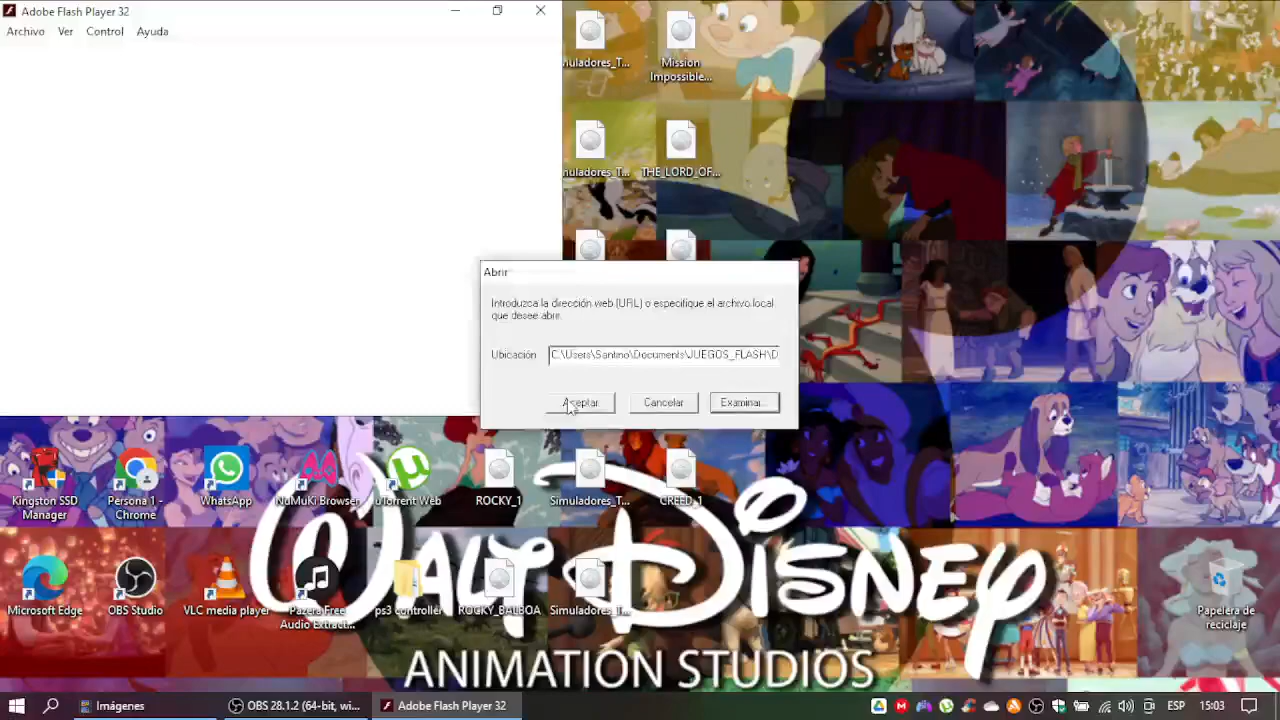 Adobe Flash Player 32
Archivo Ver Control Ayuda
muladores_T...
Mission
Impossible...
muladores_T...
THE_LORD_OF...
Abrir
Introduzca la dirección web (URL) o especifique el archivo local
que desee abrir.
Ubicación
C:\Users\Santino\Documents\JUEGOS_FLASH\D
Aceptar
Cancelar
Examinar...
Kingston SSD
Manager
Persona 1 -
Chrome
WhatsApp
NuMuKi Browser
uTorrent Web
ROCKY_1
Simuladores_T...
CREED_1
Microsoft Edge
OBS Studio
VLC media player
Pazera Free
Audio Extract...
ps3 controller
ROCKY_BALBOA
Simuladores_T...
Papelera de
reciclaje
WALT DISNEY
ANIMATION STUDIOS
Imágenes
OBS 28.1.2 (64-bit, wi...
Adobe Flash Player 32
ESP
15:03